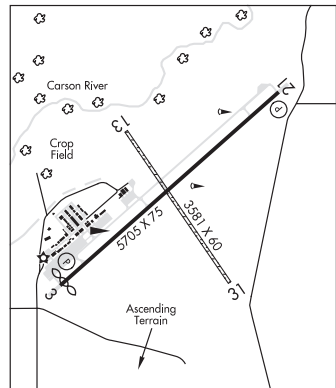 21
Carson River
P
13
Crop
Field
5705 X 75
3581 X 60
P
3
31
Ascending
Terrain